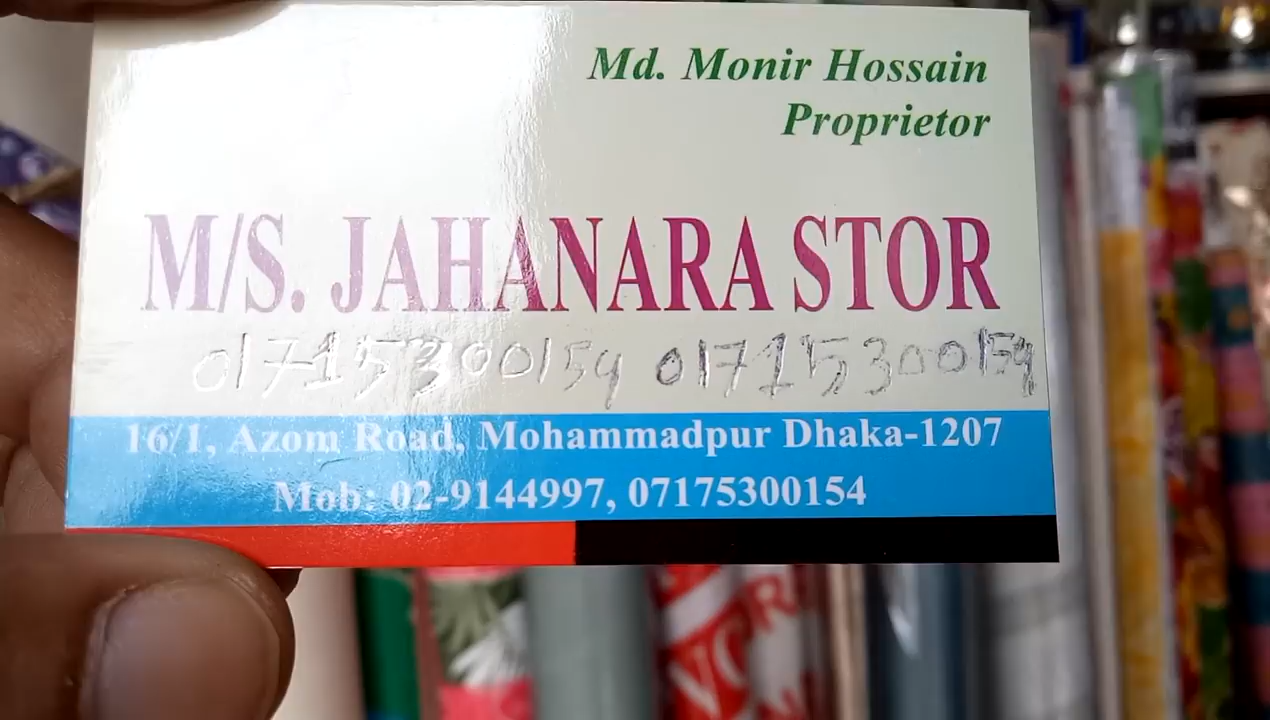 Md. Monir Hossain
Proprietor
M/S. JAHANARA STOR
01715300154 01715300154
16/1, Azom Road, Mohammadpur Dhaka-1207
Mob: 02-9144997, 07175300154